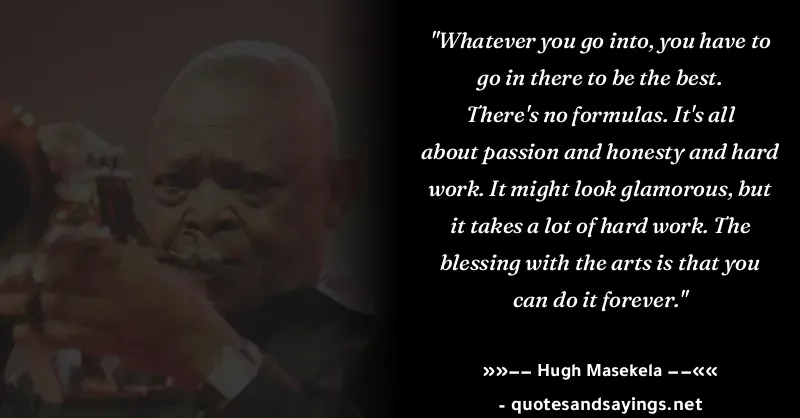 "Whatever you go into, you have to
go in there to be the best.
There's no formulas. It's all
about passion and honesty and hard
work. It might look glamorous, but
it takes a lot of hard work. The
blessing with the arts is that you
can do it forever."
»»−− Hugh Masekela −−««
- quotesandsayings.net